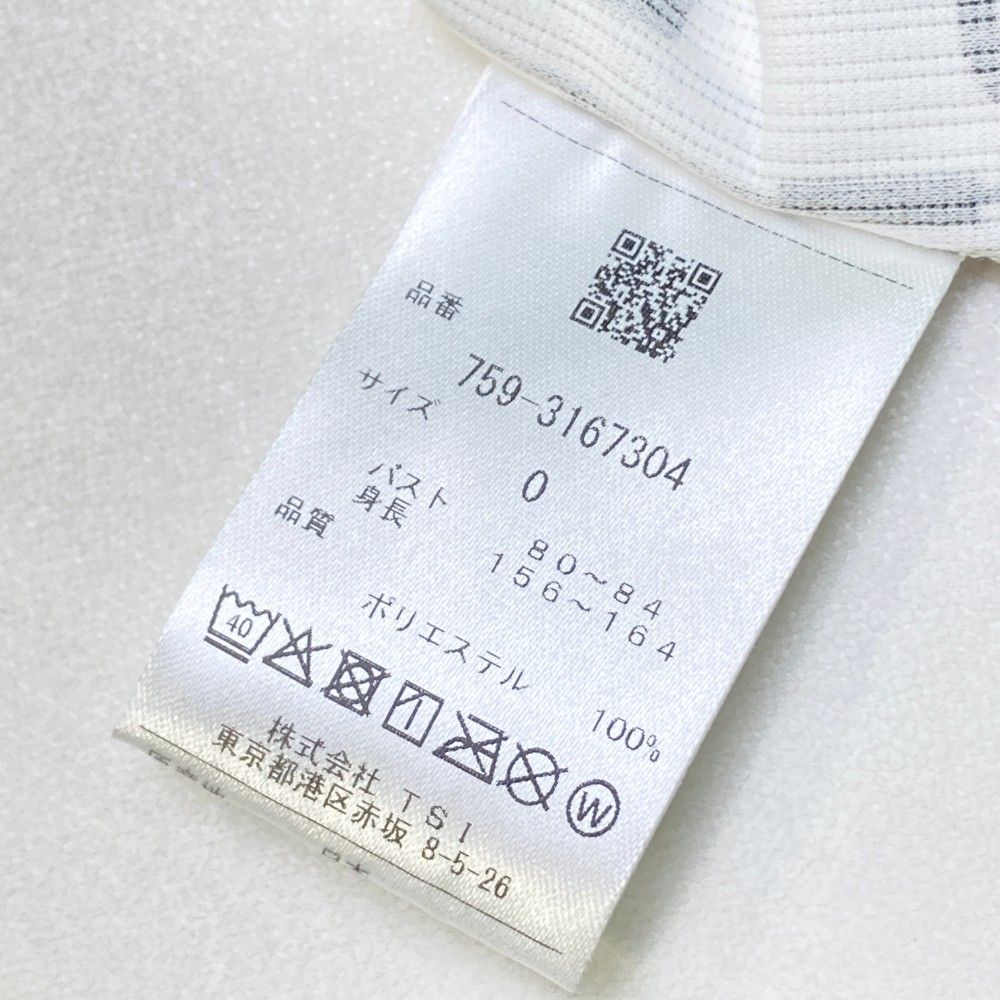 品番
759-3167304
サイズ
0
バスト 80~84
身長 156~164
品質
ポリエステル 100%
40
W
株式会社 TSI
東京都港区赤坂 8-5-26